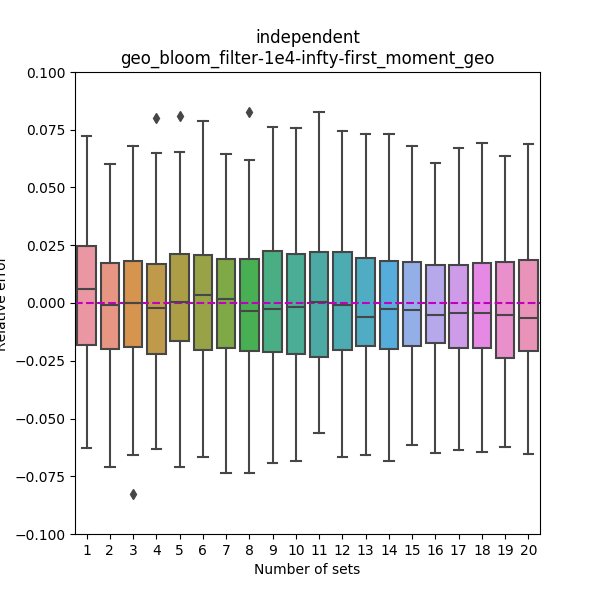 independent
geo_bloom_filter-1e4-infty-first_moment_geo
0.100
0.075
0.050
0.025
0.000
−0.025
−0.050
−0.075
−0.100
Relative error
1 2 3 4 5 6 7 8 9 10 11 12 13 14 15 16 17 18 19 20
Number of sets